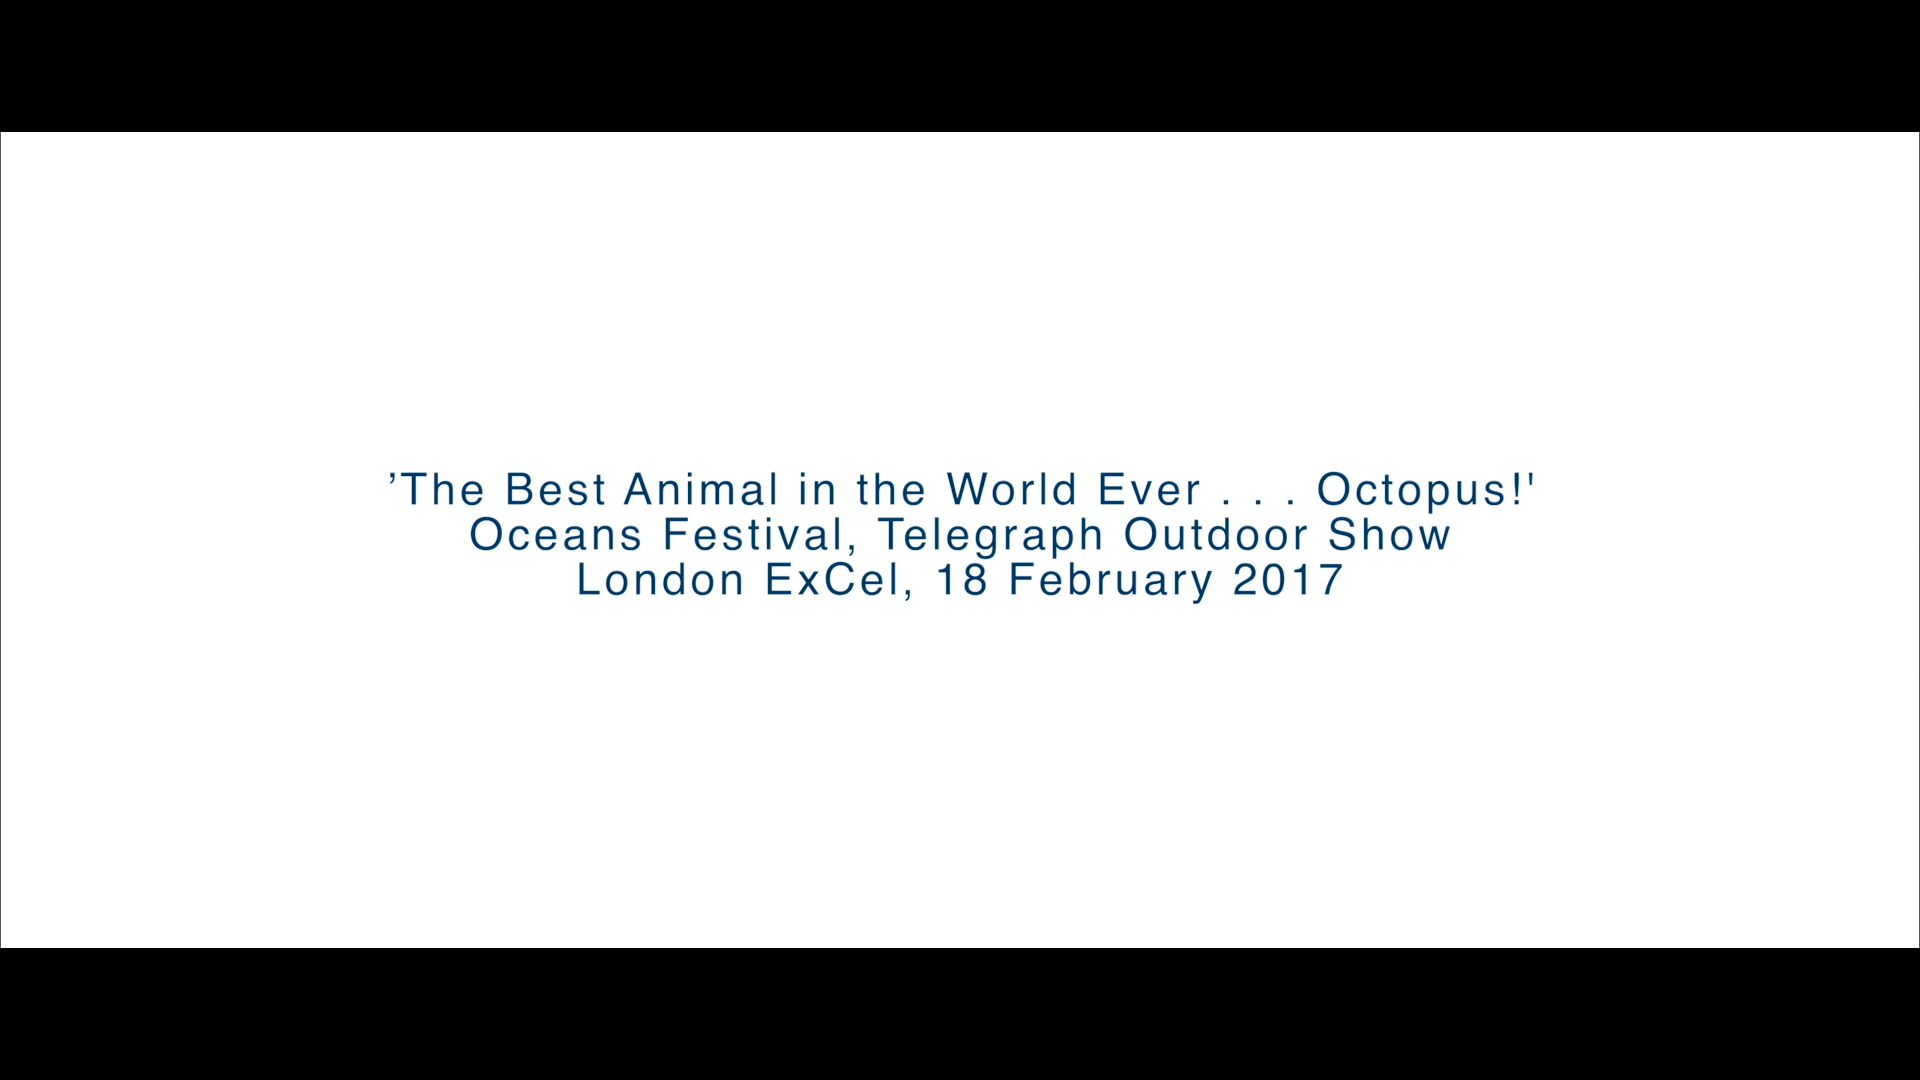 ’The Best Animal in the World Ever . . . Octopus!'
Oceans Festival, Telegraph Outdoor Show
London ExCel, 18 February 2017